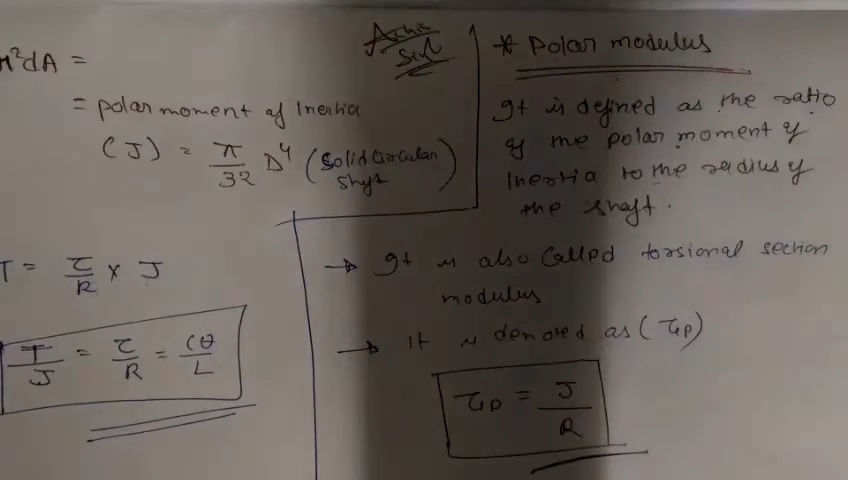 r²dA =
= polar moment of Inertia
(J) = π/32 D⁴ (Solid Circular Shaft)
T = τ/R × J
T/J = τ/R = Cθ/L
* Polar modulus
It is defined as the ratio
of the polar moment of
Inertia to the radius of
the shaft.
→ It is also Called torsional section
modulus
→ It is denoted as (Zp)
Zp = J/R